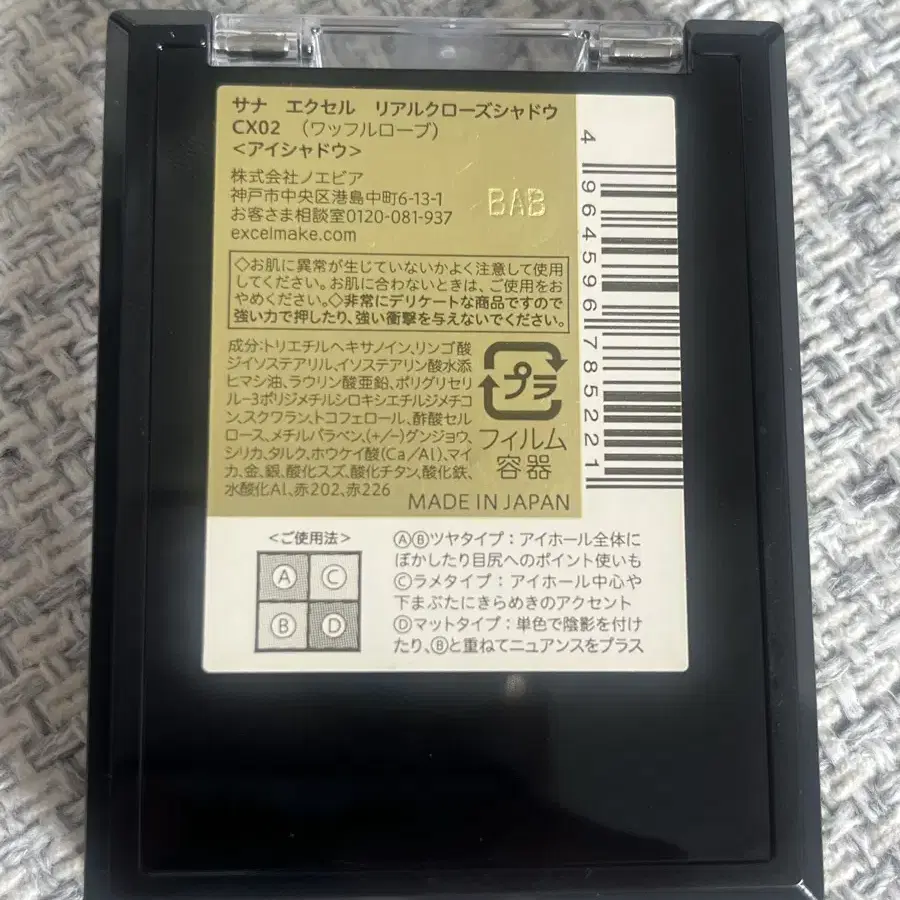 サナ エクセル リアルクローズシャドウ
CX02 （ワッフルローブ）
<アイシャドウ>
株式会社ノエビア
神戸市中央区港島中町6-13-1
お客さま相談室0120-081-937
excelmake.com
BAB
◇お肌に異常が生じていないかよく注意して使用
してください。お肌に合わないときは、ご使用をお
やめください。◇非常にデリケートな商品ですので
強い力で押したり、強い衝撃を与えないでください。
成分:トリエチルヘキサノイン、リンゴ酸
ジイソステアリル、イソステアリン酸水添
ヒマシ油、ラウリン酸亜鉛、ポリグリセリ
ル－3ポリジメチルシロキシエチルジメチコ
ン、スクワラン、トコフェロール、酢酸セル
ロース、メチルパラベン、(+/−)グンジョウ、
シリカ、タルク、ホウケイ酸(Ca/Al)、マイ
カ、金、銀、酸化スズ、酸化チタン、酸化鉄、
水酸化Al、赤202、赤226
プラ
フィルム
容器
MADE IN JAPAN
4 964596 785221
<ご使用法>
A C
B D
ⒶⒷツヤタイプ：アイホール全体に
ぼかしたり目尻へのポイント使いも
Ⓒラメタイプ：アイホール中心や
下まぶたにきらめきのアクセント
Ⓓマットタイプ：単色で陰影を付け
たり、Ⓑと重ねてニュアンスをプラス